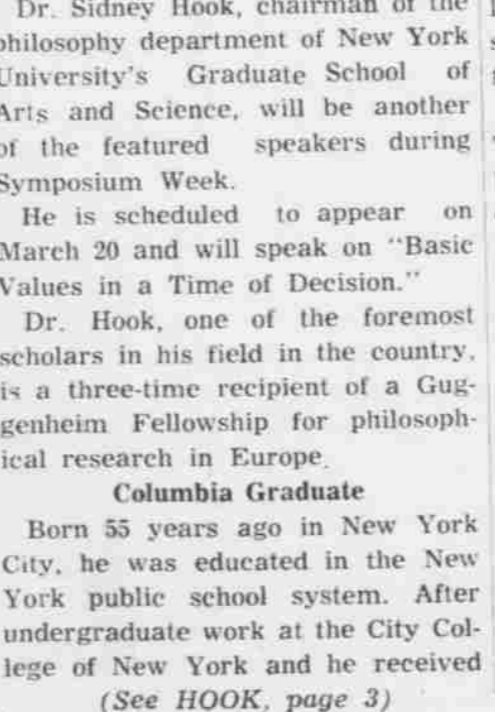 Dr. Sidney Hook, chairman of the
philosophy department of New York
University's Graduate School of
Arts and Science, will be another
of the featured speakers during
Symposium Week.
He is scheduled to appear on
March 20 and will speak on "Basic
Values in a Time of Decision."
Dr. Hook, one of the foremost
scholars in his field in the country,
is a three-time recipient of a Gug-
genheim Fellowship for philosoph-
ical research in Europe.
Columbia Graduate
Born 55 years ago in New York
City, he was educated in the New
York public school system. After
undergraduate work at the City Col-
lege of New York and he received
(See HOOK, page 3)